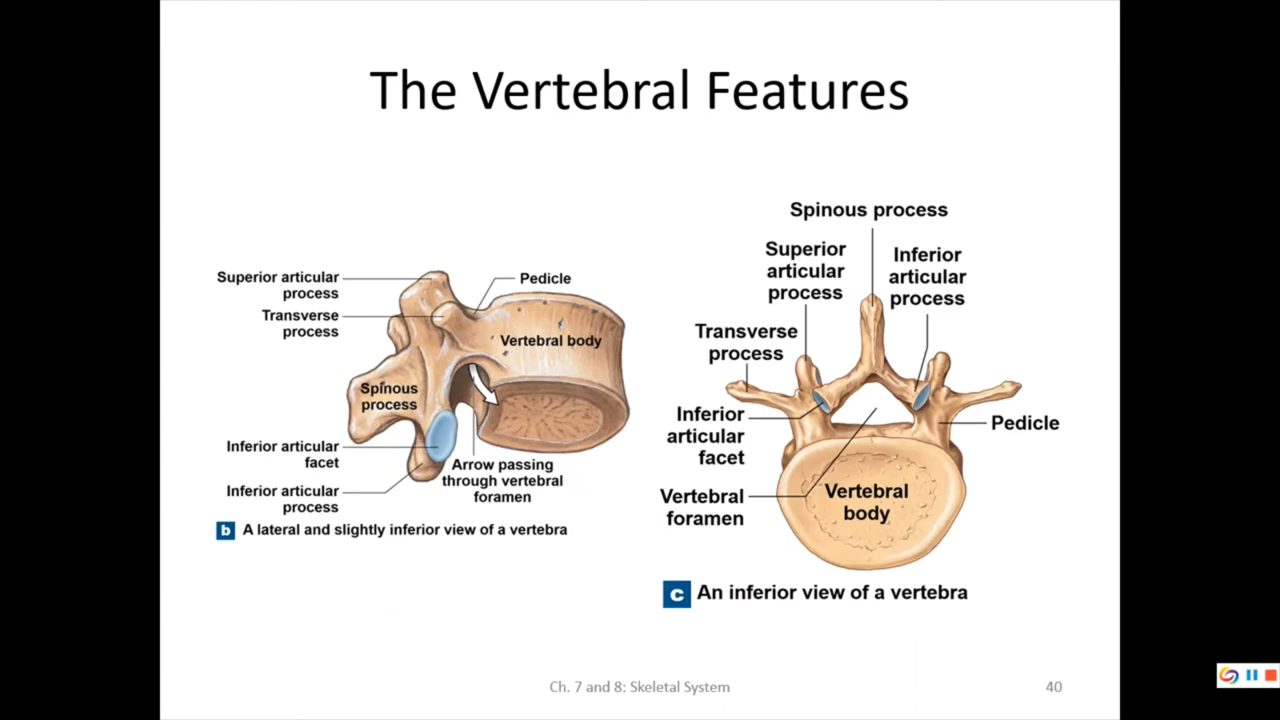 The Vertebral Features
Superior articular
process
Transverse
process
Spinous
process
Inferior articular
facet
Inferior articular
process
Pedicle
Vertebral body
Arrow passing
through vertebral
foramen
b A lateral and slightly inferior view of a vertebra
Spinous process
Superior
articular
process
Inferior
articular
process
Transverse
process
Inferior
articular
facet
Pedicle
Vertebral
foramen
Vertebral
body
c An inferior view of a vertebra
Ch. 7 and 8: Skeletal System
40